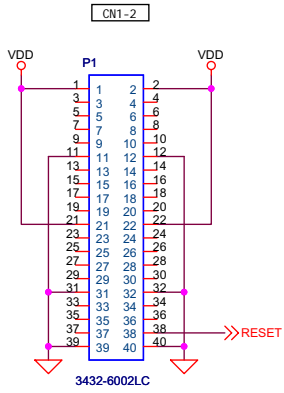 CN1-2
VDD VDD
P1
1 1 2 2
3 3 4 4
5 5 6 6
7 7 8 8
9 9 10 10
11 11 12 12
13 13 14 14
15 15 16 16
17 17 18 18
19 19 20 20
21 21 22 22
23 23 24 24
25 25 26 26
27 27 28 28
29 29 30 30
31 31 32 32
33 33 34 34
35 35 36 36
37 37 38 38 RESET
39 39 40 40
3432-6002LC